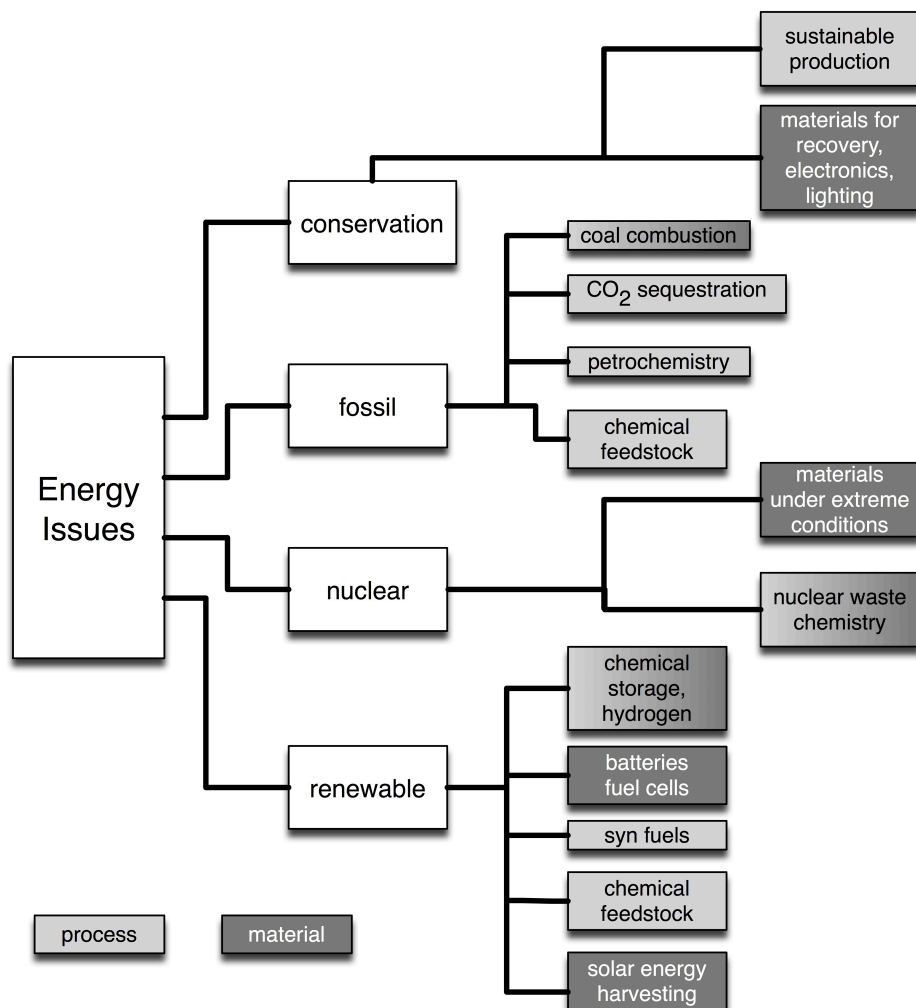 sustainable
production
materials for
recovery,
electronics,
lighting
conservation
coal combustion
CO2 sequestration
petrochemistry
fossil
chemical
feedstock
Energy
Issues
materials
under extreme
conditions
nuclear
nuclear waste
chemistry
chemical
storage,
hydrogen
batteries
fuel cells
renewable
syn fuels
chemical
feedstock
solar energy
harvesting
process
material